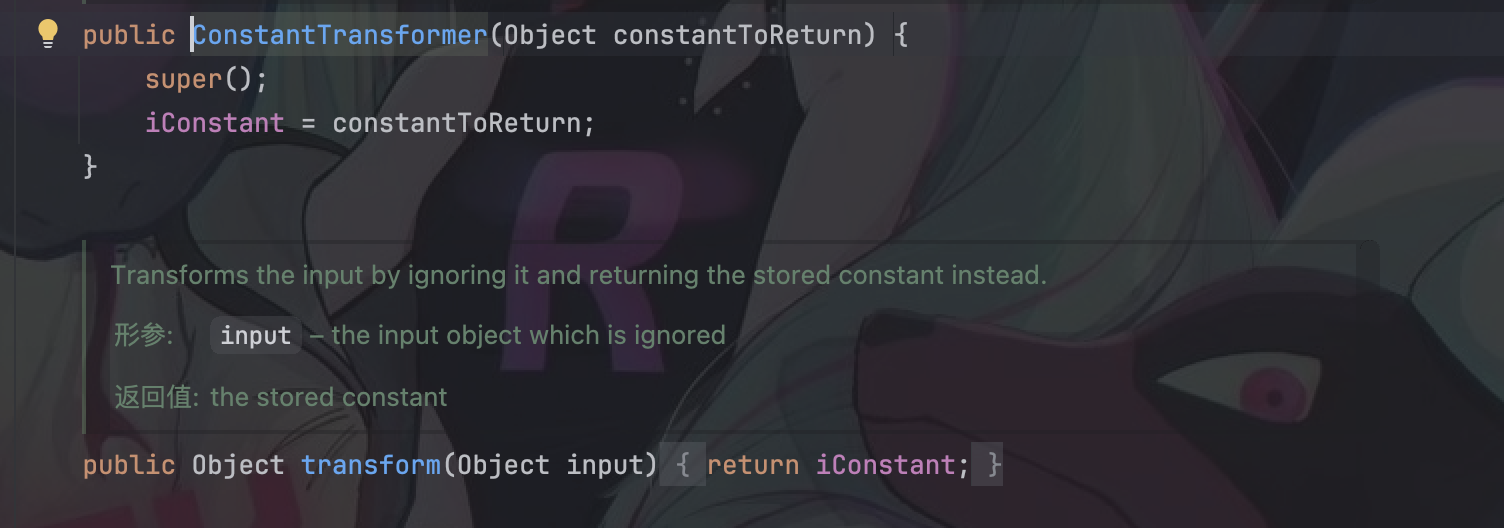 public ConstantTransformer(Object constantToReturn) {
super();
iConstant = constantToReturn;
}
R
Transforms the input by ignoring it and returning the stored constant instead.
形参: input – the input object which is ignored
返回值: the stored constant
public Object transform(Object input) { return iConstant; }